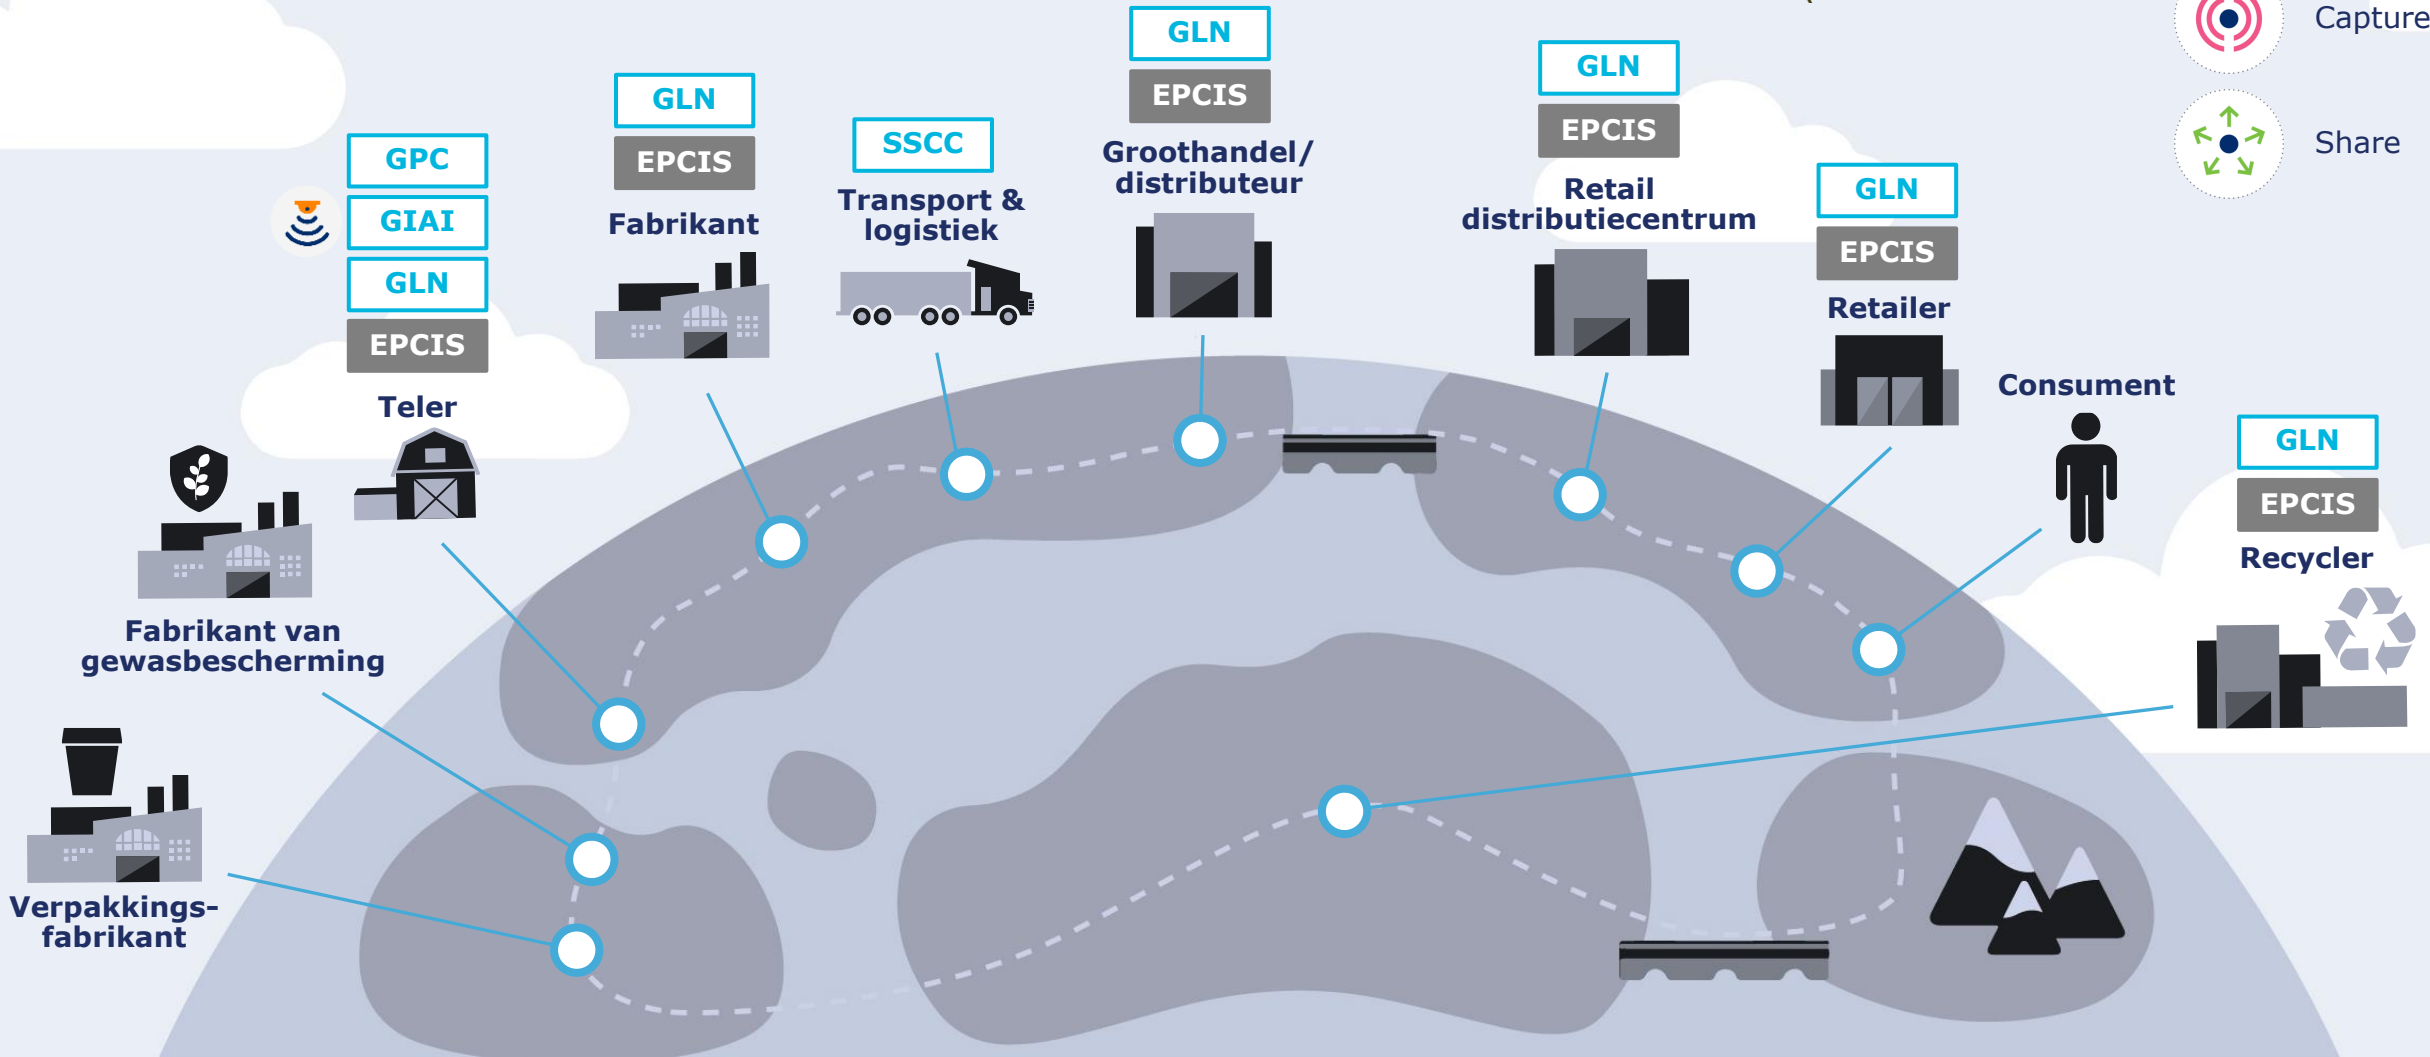 Capture
Share
GPC
GIAI
GLN
EPCIS
Teler
GLN
EPCIS
Fabrikant
SSCC
Transport &
logistiek
GLN
EPCIS
Groothandel/
distributeur
GLN
EPCIS
Retail
distributiecentrum
GLN
EPCIS
Retailer
Consument
GLN
EPCIS
Recycler
Fabrikant van
gewasbescherming
Verpakkings-
fabrikant